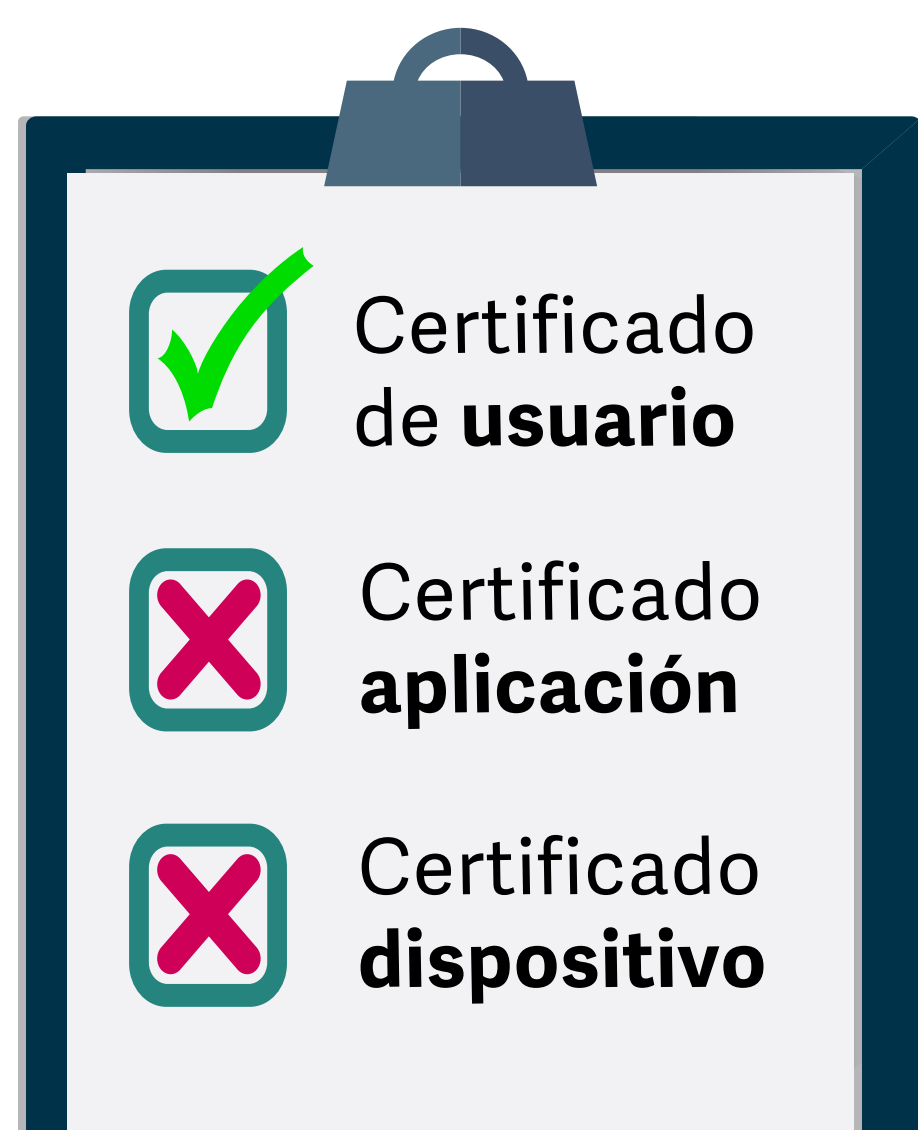 Certificado
de usuario
Certificado
aplicación
Certificado
dispositivo